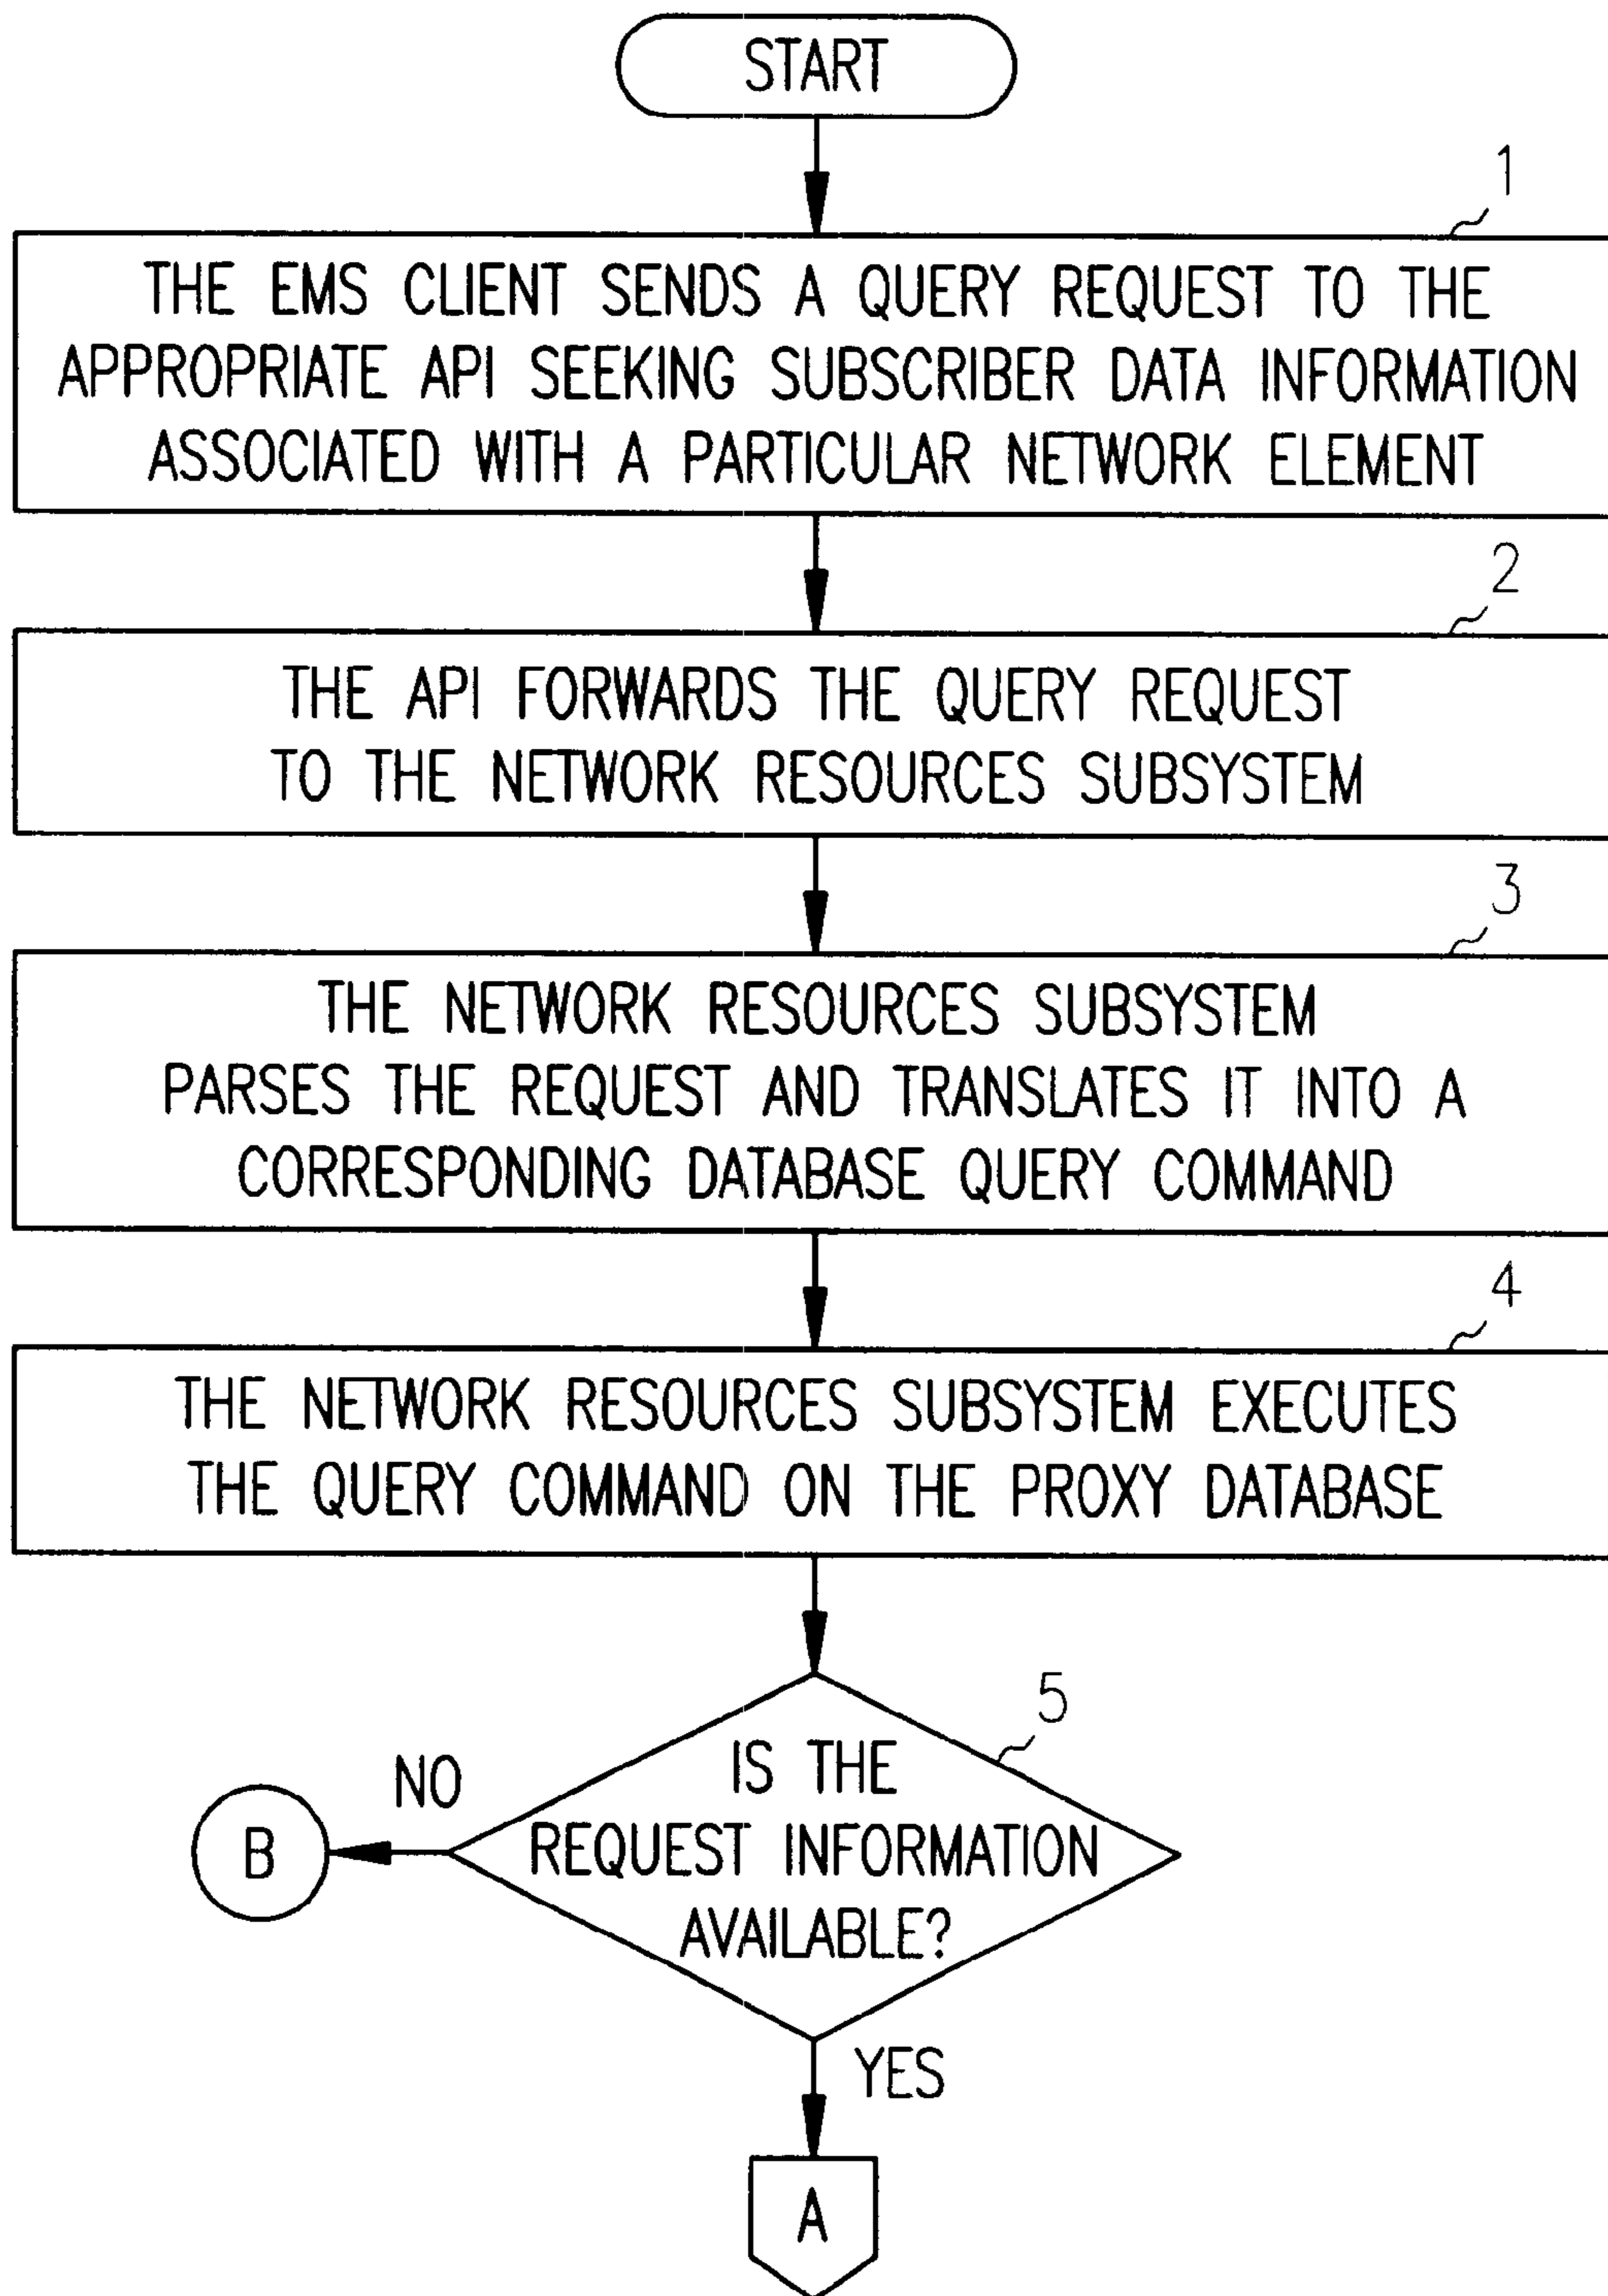 START
1
THE EMS CLIENT SENDS A QUERY REQUEST TO THE
APPROPRIATE API SEEKING SUBSCRIBER DATA INFORMATION
ASSOCIATED WITH A PARTICULAR NETWORK ELEMENT
2
THE API FORWARDS THE QUERY REQUEST
TO THE NETWORK RESOURCES SUBSYSTEM
3
THE NETWORK RESOURCES SUBSYSTEM
PARSES THE REQUEST AND TRANSLATES IT INTO A
CORRESPONDING DATABASE QUERY COMMAND
4
THE NETWORK RESOURCES SUBSYSTEM EXECUTES
THE QUERY COMMAND ON THE PROXY DATABASE
5
IS THE
REQUEST INFORMATION
AVAILABLE?
NO
B
YES
A